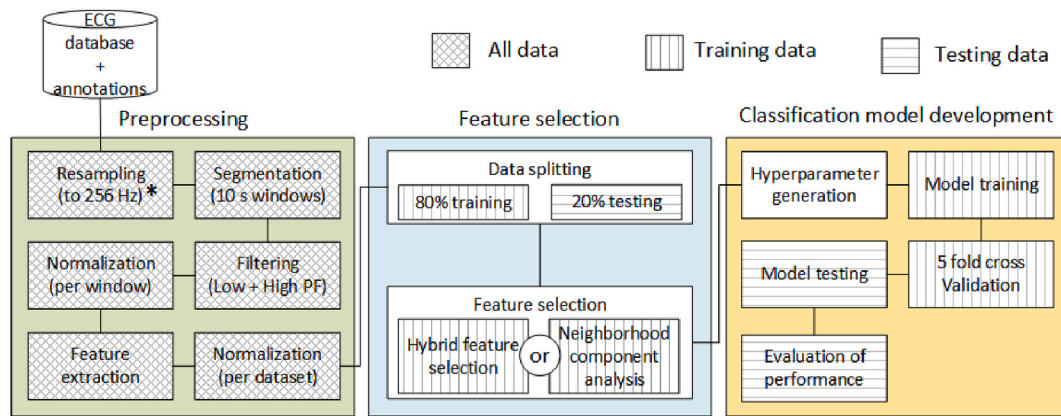 ECG
database
+
annotations
All data
Training data
Testing data
Preprocessing
Resampling
(to 256 Hz) *
Segmentation
(10 s windows)
Normalization
(per window)
Filtering
(Low + High PF)
Feature
extraction
Normalization
(per dataset)
Feature selection
Data splitting
80% training
20% testing
Feature selection
Hybrid feature
selection
or
Neighborhood
component
analysis
Classification model development
Hyperparameter
generation
Model training
Model testing
5 fold cross
Validation
Evaluation of
performance